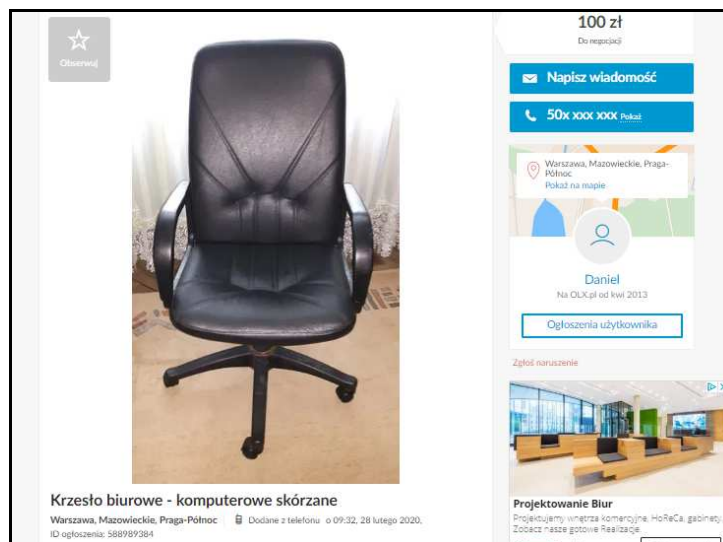 Obserwuj
100 zł
Do negocjacji
Napisz wiadomość
50x xxx xxx Pokaż
Warszawa, Mazowieckie, Praga-
Północ
Pokaż na mapie
Daniel
Na OLX.pl od kwi 2013
Ogłoszenia użytkownika
Zgłoś naruszenie
Krzesło biurowe - komputerowe skórzane
Warszawa, Mazowieckie, Praga-Północ
Dodane z telefonu o 09:32, 28 lutego 2020,
ID ogłoszenia: 588989384
Projektowanie Biur
Projektujemy wnętrza komercyjne, HoReCa, gabinety.
Zobacz nasze gotowe Realizacje.